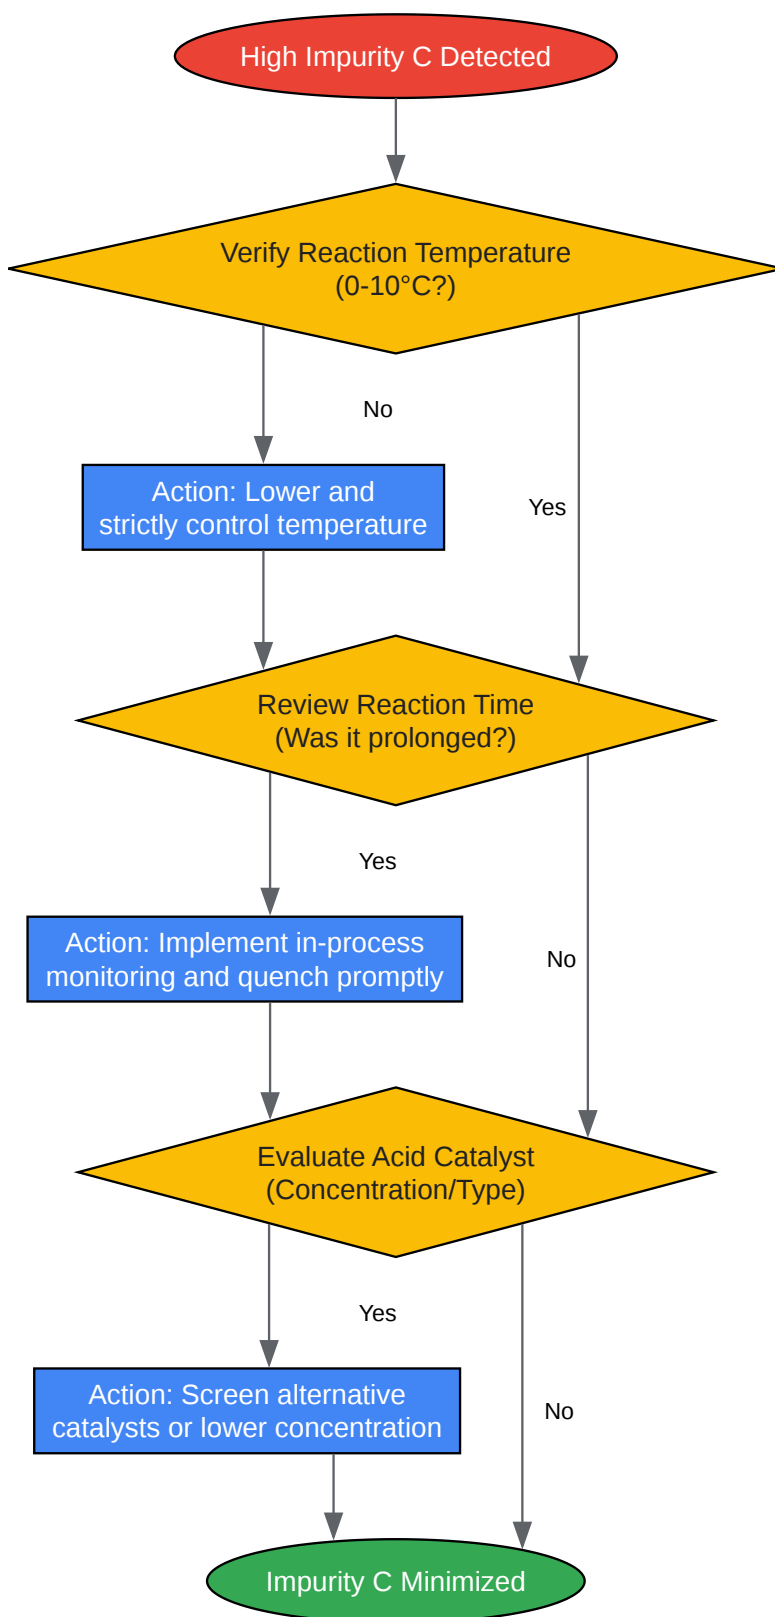 High Impurity C Detected
Verify Reaction Temperature
(0-10°C?)
No
Action: Lower and
strictly control temperature
Yes
Review Reaction Time
(Was it prolonged?)
Yes
Action: Implement in-process
monitoring and quench promptly
No
Evaluate Acid Catalyst
(Concentration/Type)
Yes
Action: Screen alternative
catalysts or lower concentration
No
Impurity C Minimized